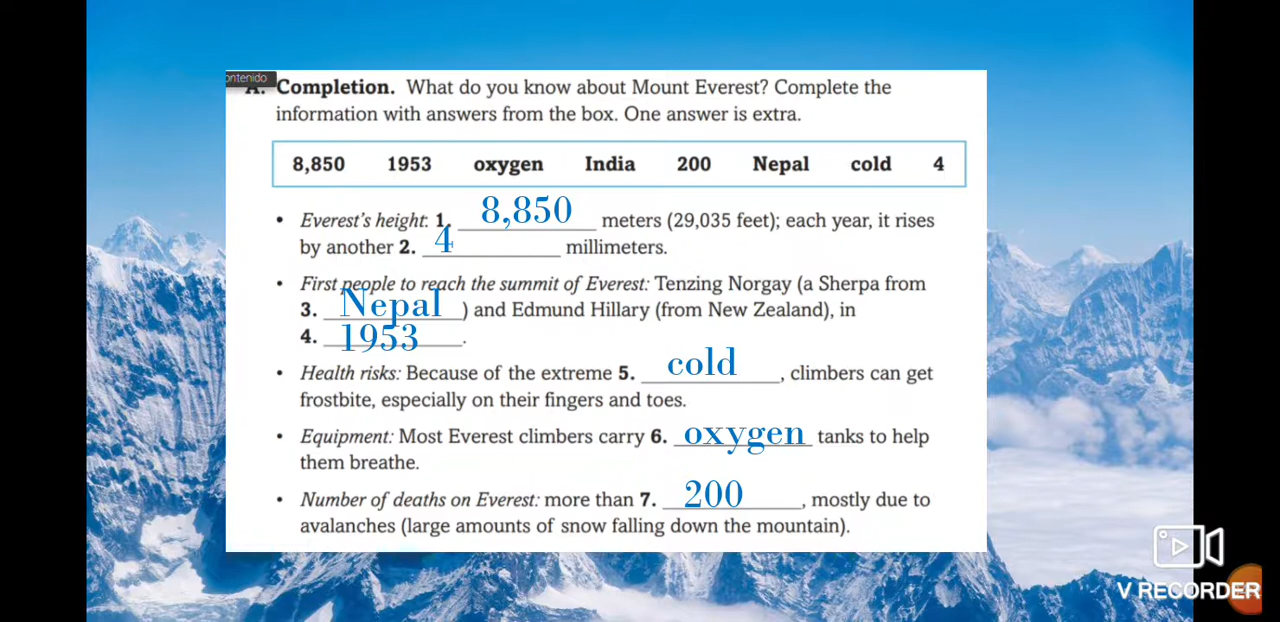 ontenido
A. Completion. What do you know about Mount Everest? Complete the
information with answers from the box. One answer is extra.
8,850 1953 oxygen India 200 Nepal cold 4
• Everest's height: 1. 8,850 meters (29,035 feet); each year, it rises
by another 2. 4 millimeters.
• First people to reach the summit of Everest: Tenzing Norgay (a Sherpa from
3. Nepal ) and Edmund Hillary (from New Zealand), in
4. 1953.
• Health risks: Because of the extreme 5. cold, climbers can get
frostbite, especially on their fingers and toes.
• Equipment: Most Everest climbers carry 6. oxygen tanks to help
them breathe.
• Number of deaths on Everest: more than 7. 200, mostly due to
avalanches (large amounts of snow falling down the mountain).
V RECORDER